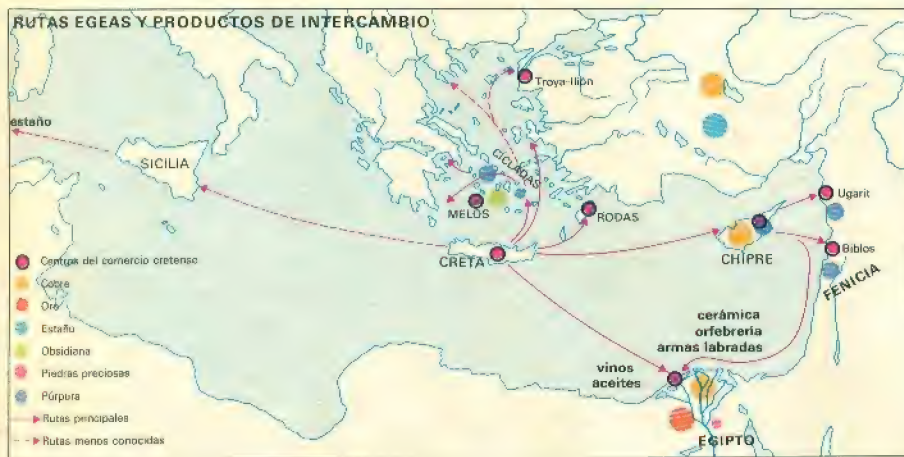 RUTAS EGEAS Y PRODUCTOS DE INTERCAMBIO
Troya-Ilión
estaño
SICILIA
CICLADAS
MELOS
RODAS
Ugarit
CRETA
CHIPRE
Biblos
FENICIA
Centros del comercio cretense
Cobre
Oro
Estaño
Obsidiana
Piedras preciosas
Púrpura
Rutas principales
Rutas menos conocidas
cerámica
orfebrería
armas labradas
vinos
aceites
EGIPTO